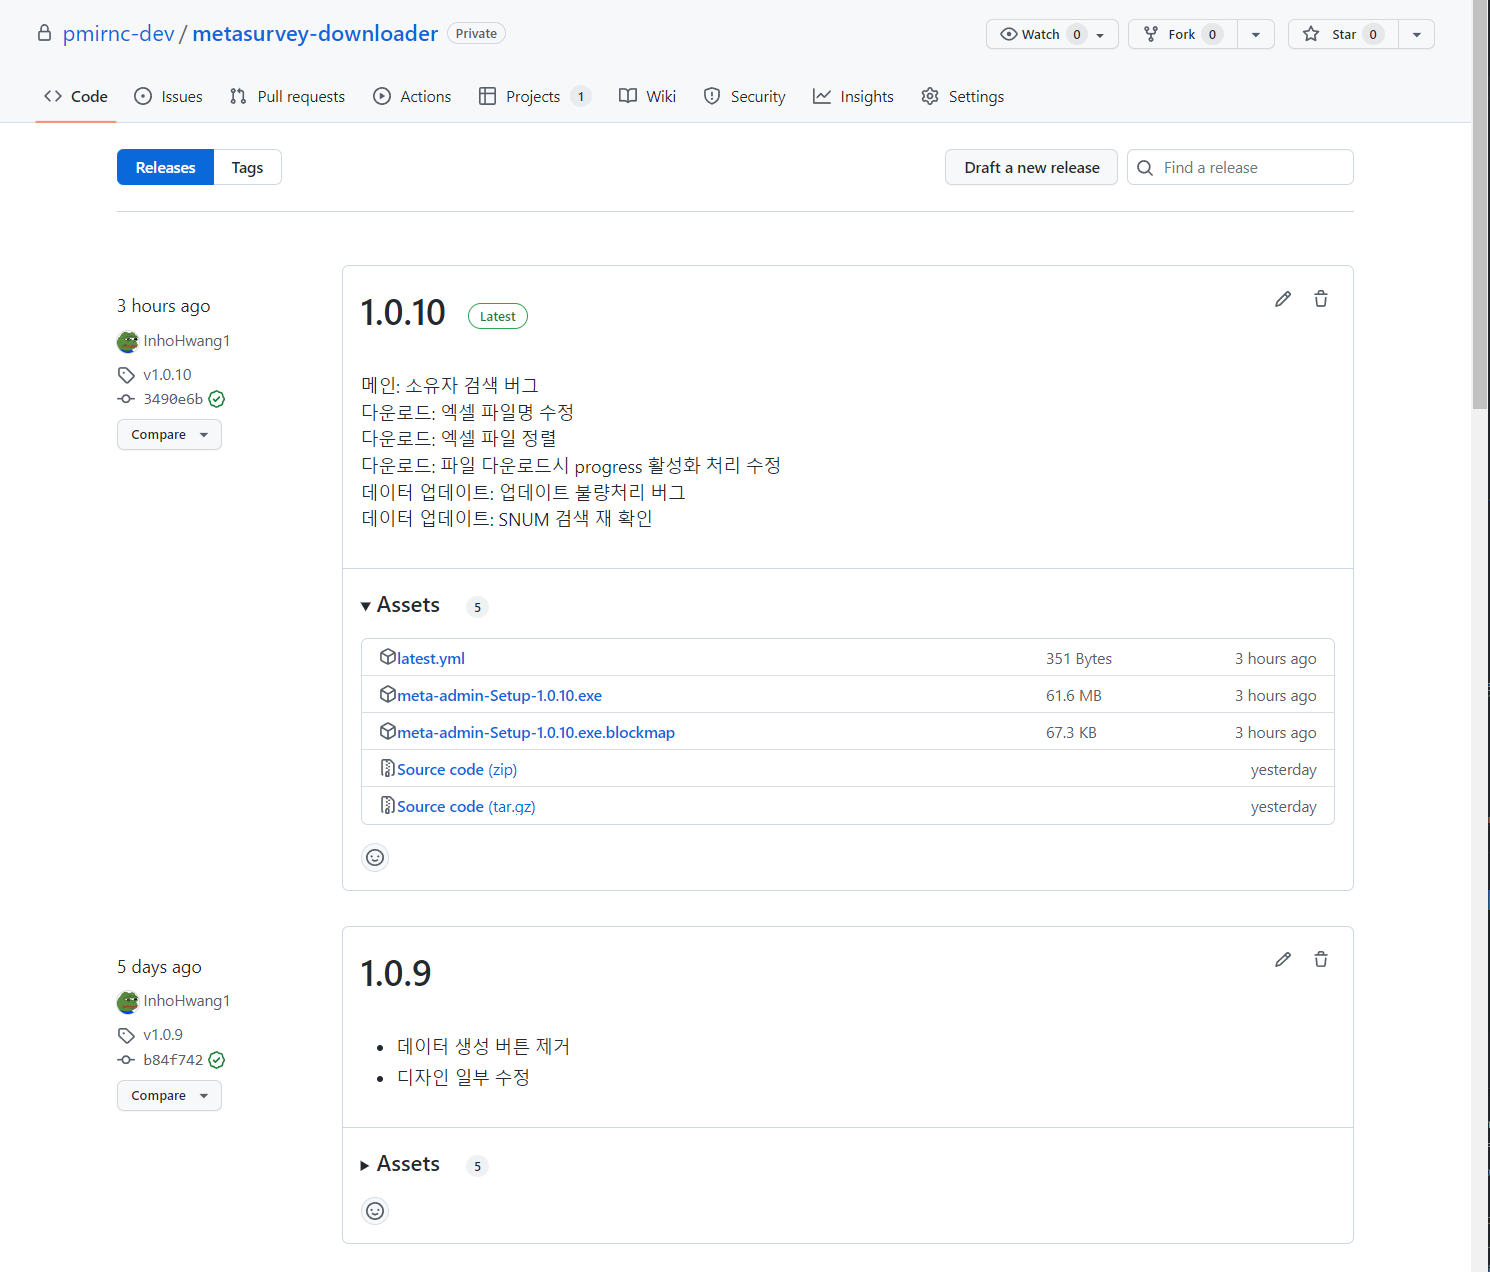 pmirnc-dev / metasurvey-downloader Private
Watch 0
Fork 0
Star 0
Code
Issues
Pull requests
Actions
Projects 1
Wiki
Security
Insights
Settings
Releases
Tags
Draft a new release
Find a release
3 hours ago
InhoHwang1
v1.0.10
3490e6b
Compare
1.0.10 Latest
메인: 소유자 검색 버그
다운로드: 엑셀 파일명 수정
다운로드: 엑셀 파일 정렬
다운로드: 파일 다운로드시 progress 활성화 처리 수정
데이터 업데이트: 업데이트 불량처리 버그
데이터 업데이트: SNUM 검색 재 확인
Assets 5
latest.yml 351 Bytes 3 hours ago
meta-admin-Setup-1.0.10.exe 61.6 MB 3 hours ago
meta-admin-Setup-1.0.10.exe.blockmap 67.3 KB 3 hours ago
Source code (zip) yesterday
Source code (tar.gz) yesterday
5 days ago
InhoHwang1
v1.0.9
b84f742
Compare
1.0.9
데이터 생성 버튼 제거
디자인 일부 수정
Assets 5